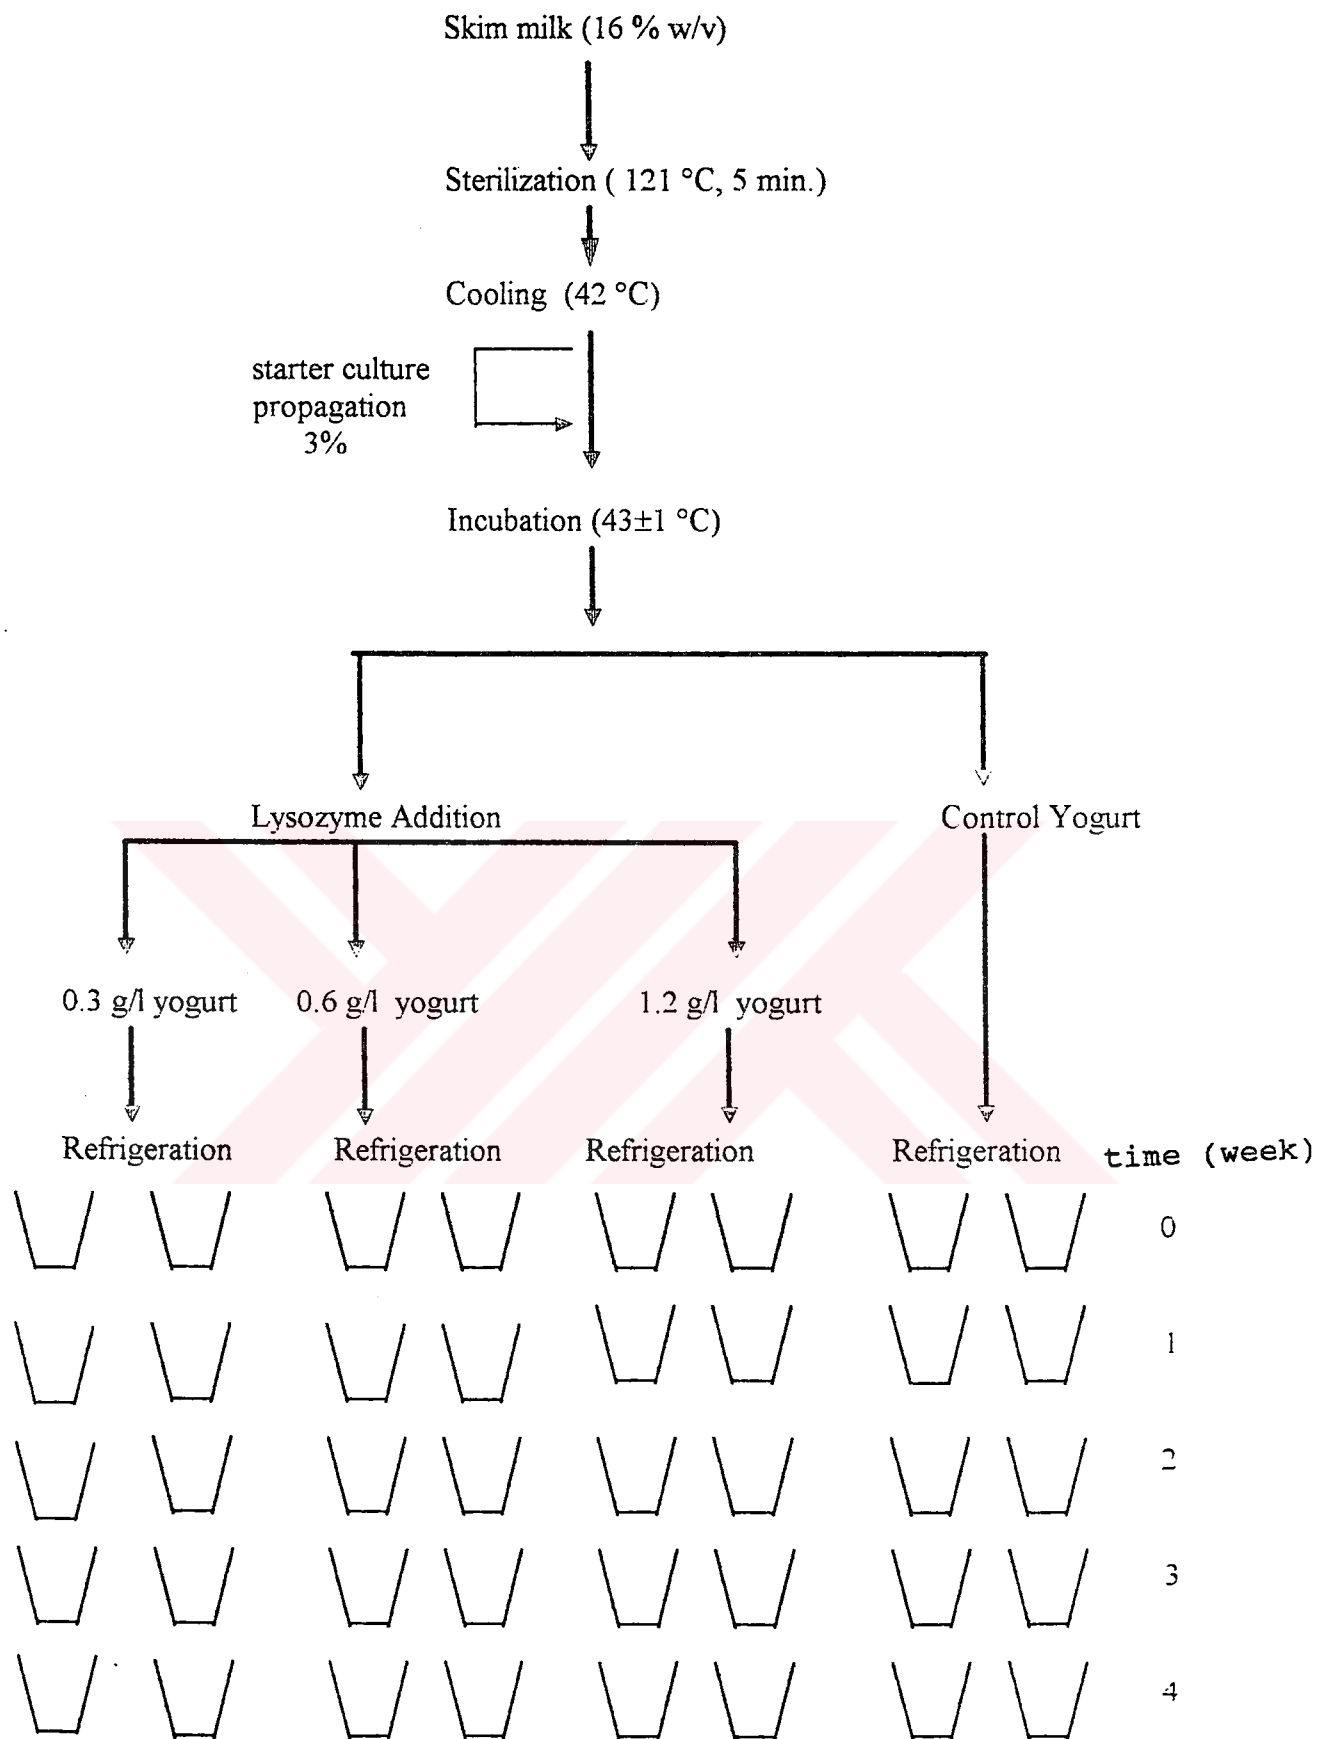 Skim milk (16 % w/v)
Sterilization ( 121 °C, 5 min.)
Cooling (42 °C)
starter culture
propagation
3%
Incubation (43±1 °C)
Lysozyme Addition
Control Yogurt
0.3 g/l yogurt
0.6 g/l yogurt
1.2 g/l yogurt
Refrigeration
Refrigeration
Refrigeration
Refrigeration
time (week)
0
1
2
3
4